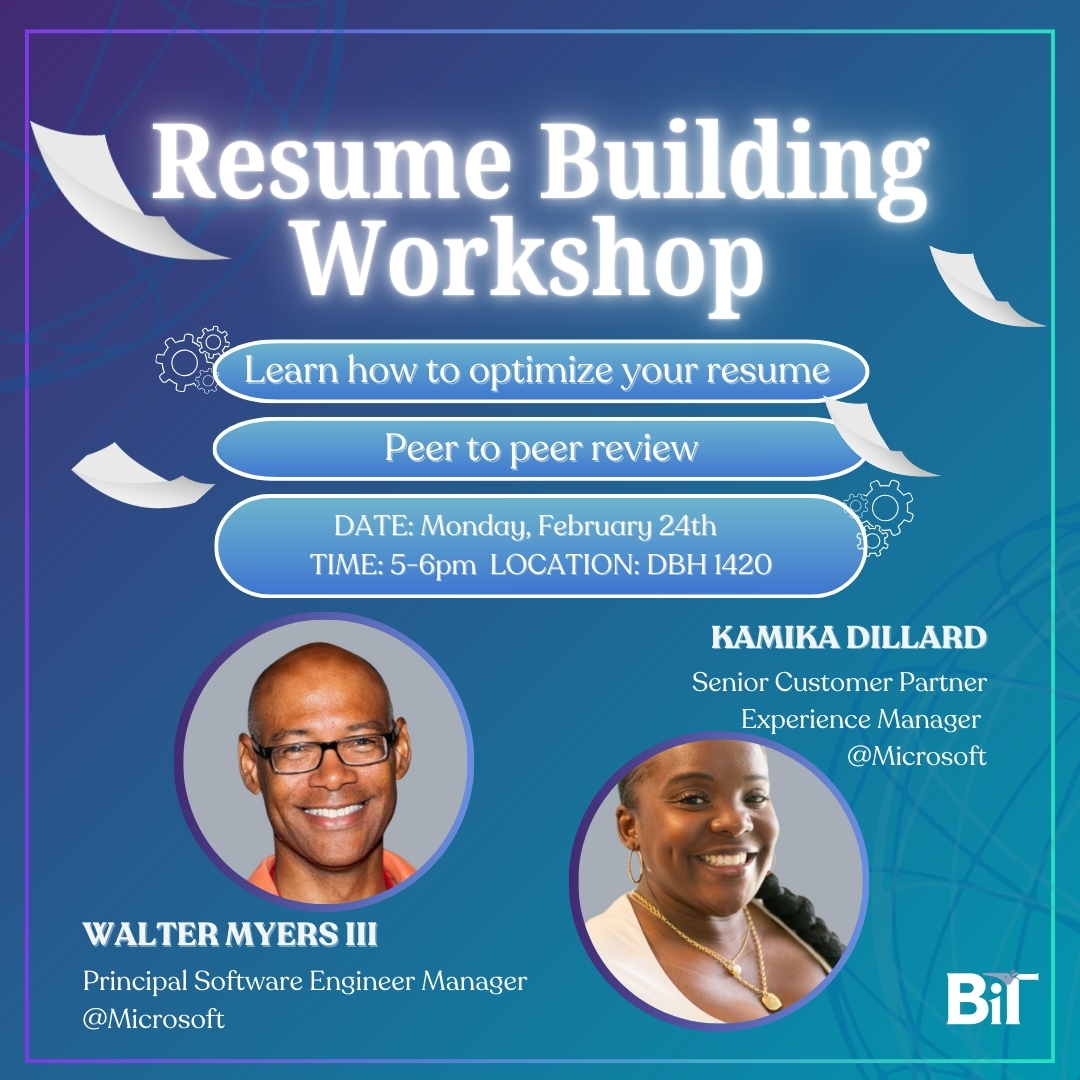 Resume Building
Workshop
Learn how to optimize your resume
Peer to peer review
DATE: Monday, February 24th
TIME: 5-6pm LOCATION: DBH 1420
KAMIKA DILLARD
Senior Customer Partner
Experience Manager
@Microsoft
WALTER MYERS III
Principal Software Engineer Manager
@Microsoft
BiT